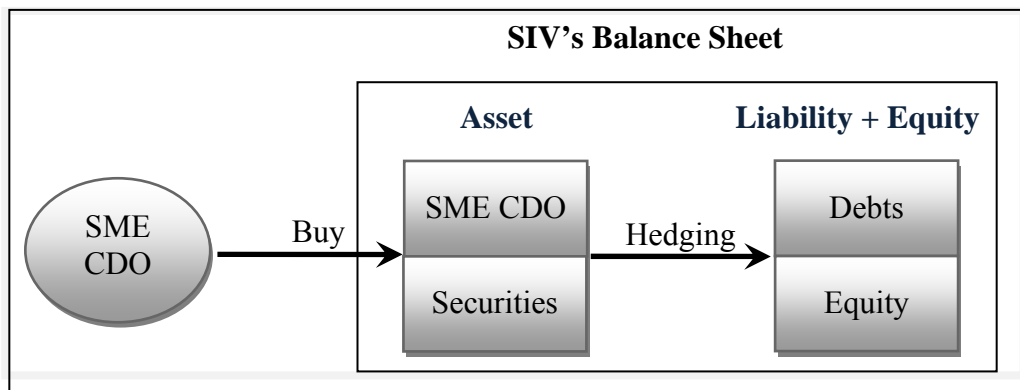 SIV's Balance Sheet
Asset
Liability + Equity
SME
CDO
Buy
SME CDO
Securities
Hedging
Debts
Equity